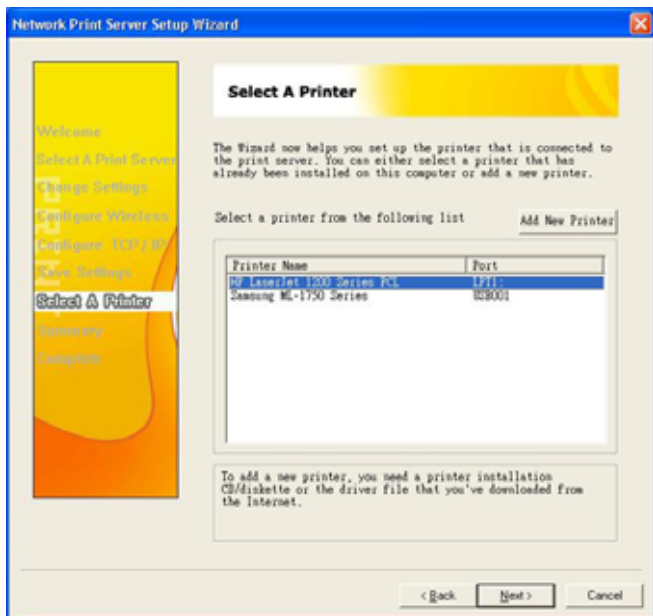 Network Print Server Setup Wizard
Select A Printer
Welcome
Select A Print Server
Change Settings
Configure Wireless
Configure TCP / IP
Save Settings
Select A Printer
Summary
Complete
The Wizard now helps you set up the printer that is connected to
the print server. You can either select a printer that has
already been installed on this computer or add a new printer.
Select a printer from the following list
Add New Printer
Printer Name Port
HP LaserJet 1200 Series PCL LPT1:
Samsung ML-1750 Series USB001
To add a new printer, you need a printer installation
CD/diskette or the driver file that you've downloaded from
the Internet.
< Back Next > Cancel